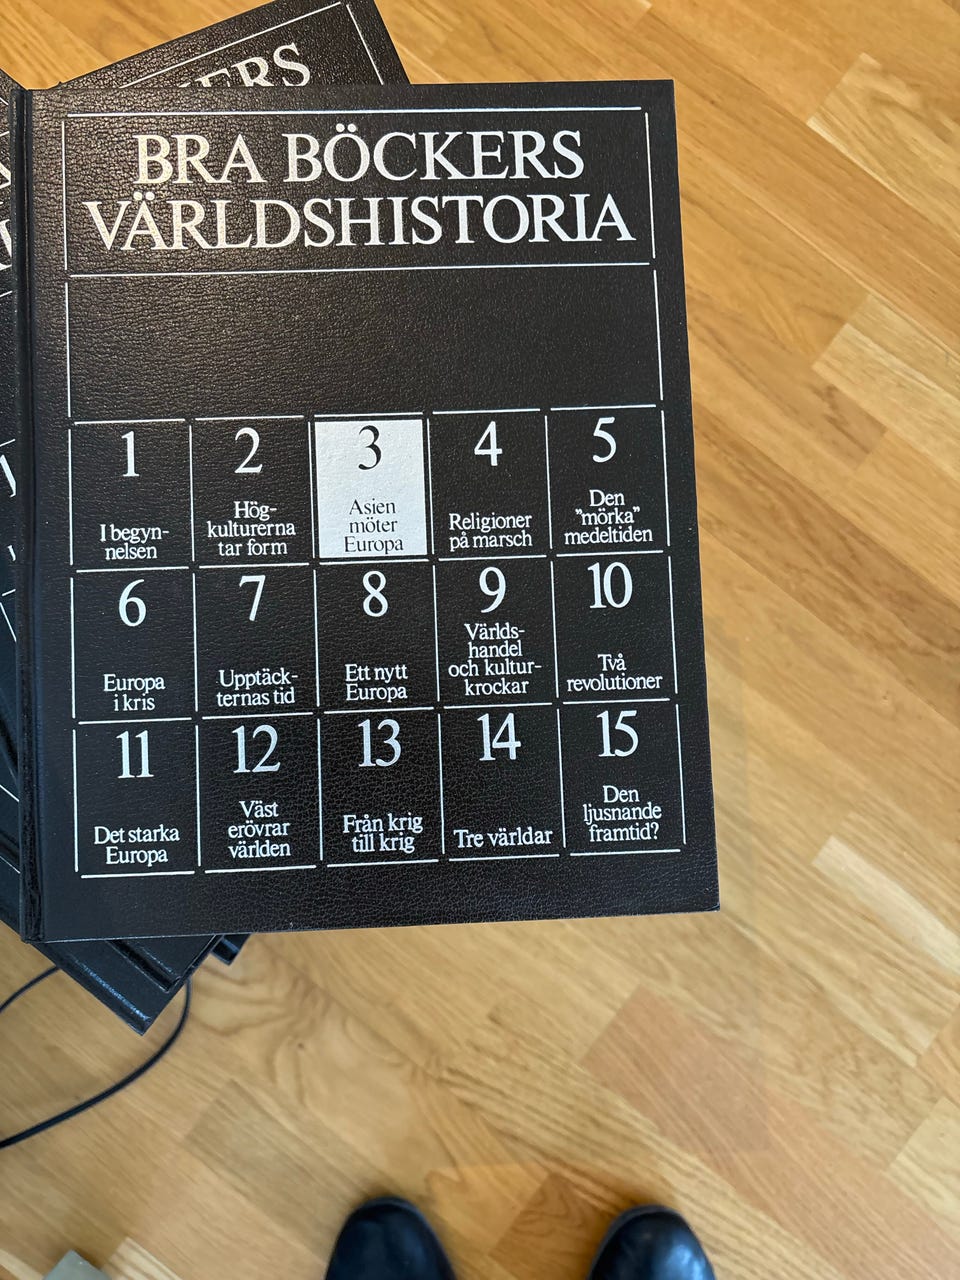 KERS
BRA BÖCKERS
VÄRLDSHISTORIA
1
I begyn-
nelsen
2
Hög-
kulturerna
tar form
3
Asien
möter
Europa
4
Religioner
på marsch
5
Den
"mörka"
medeltiden
6
Europa
i kris
7
Upptäck-
ternas tid
8
Ett nytt
Europa
9
Världs-
handel
och kultur-
krockar
10
Två
revolutioner
11
Det starka
Europa
12
Väst
erövrar
världen
13
Från krig
till krig
14
Tre världar
15
Den
ljusnande
framtid?